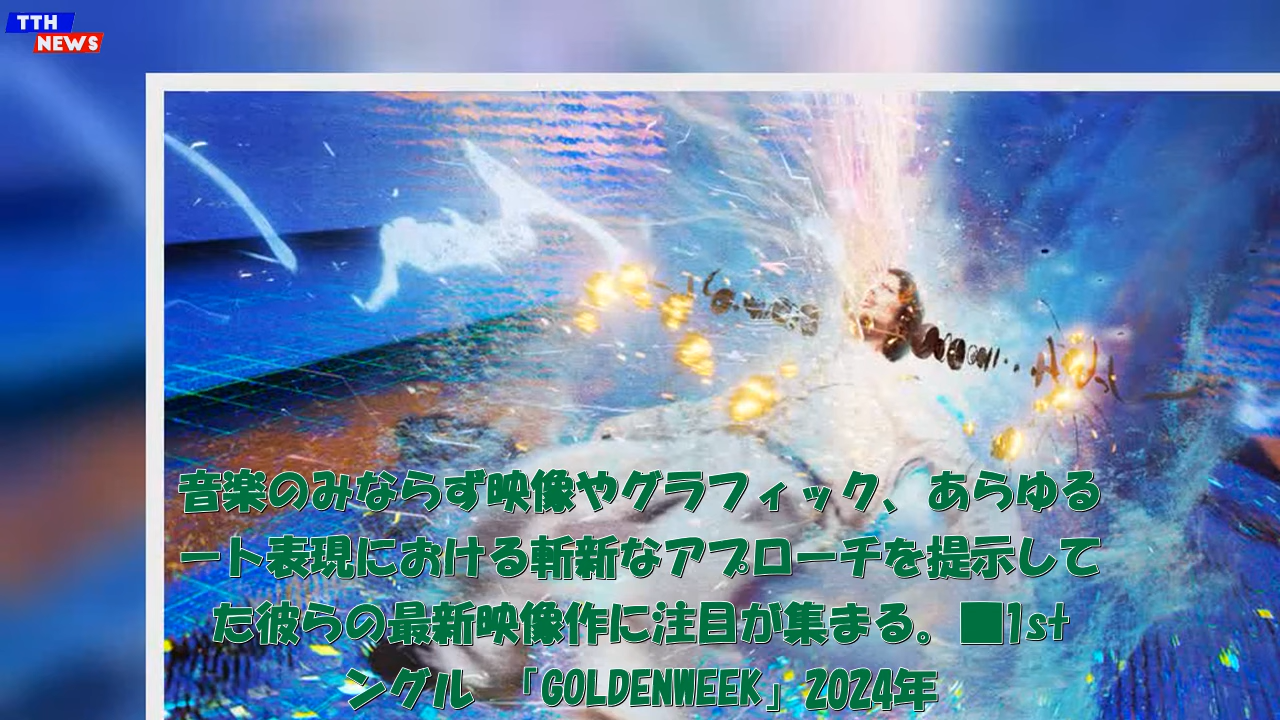 TTH
NEWS
音楽のみならず映像やグラフィック、あらゆる
ート表現における斬新なアプローチを提示して
た彼らの最新映像作に注目が集まる。■1st
ングル 「GOLDENWEEK」2024年